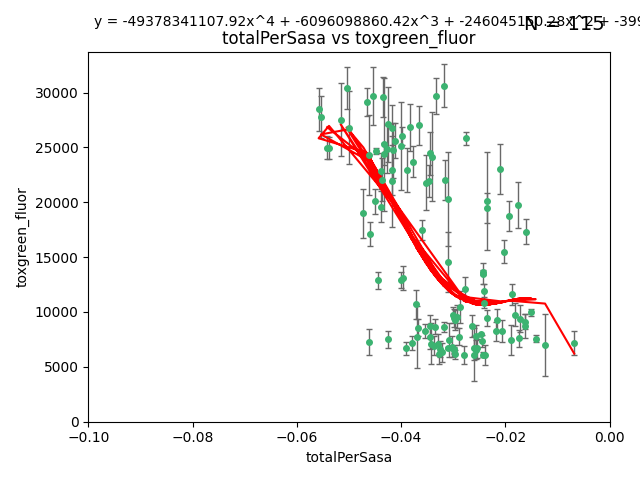 y = -49378341107.92x^4 + -6096098860.42x^3 +
N = 115
totalPerSasa vs toxgreen_fluor
toxgreen_fluor
30000
25000
20000
15000
10000
5000
0
−0.10 −0.08 −0.06 −0.04 −0.02 0.00
totalPerSasa